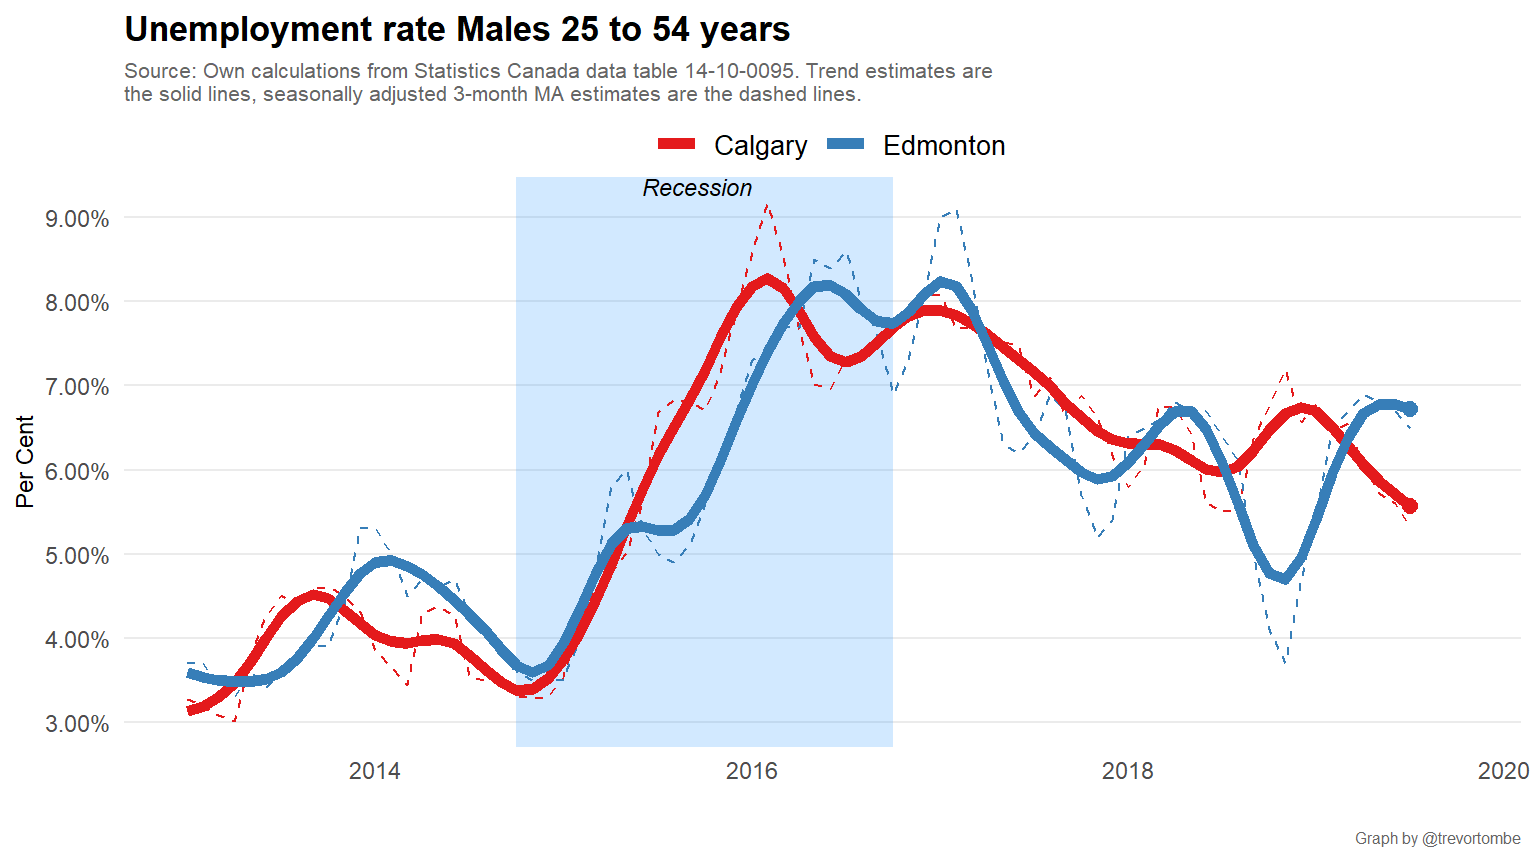 Unemployment rate Males 25 to 54 years
Source: Own calculations from Statistics Canada data table 14-10-0095. Trend estimates are
the solid lines, seasonally adjusted 3-month MA estimates are the dashed lines.
Calgary Edmonton
Recession
9.00%
8.00%
7.00%
6.00%
5.00%
4.00%
3.00%
Per Cent
2014 2016 2018 2020
Graph by @trevortombe